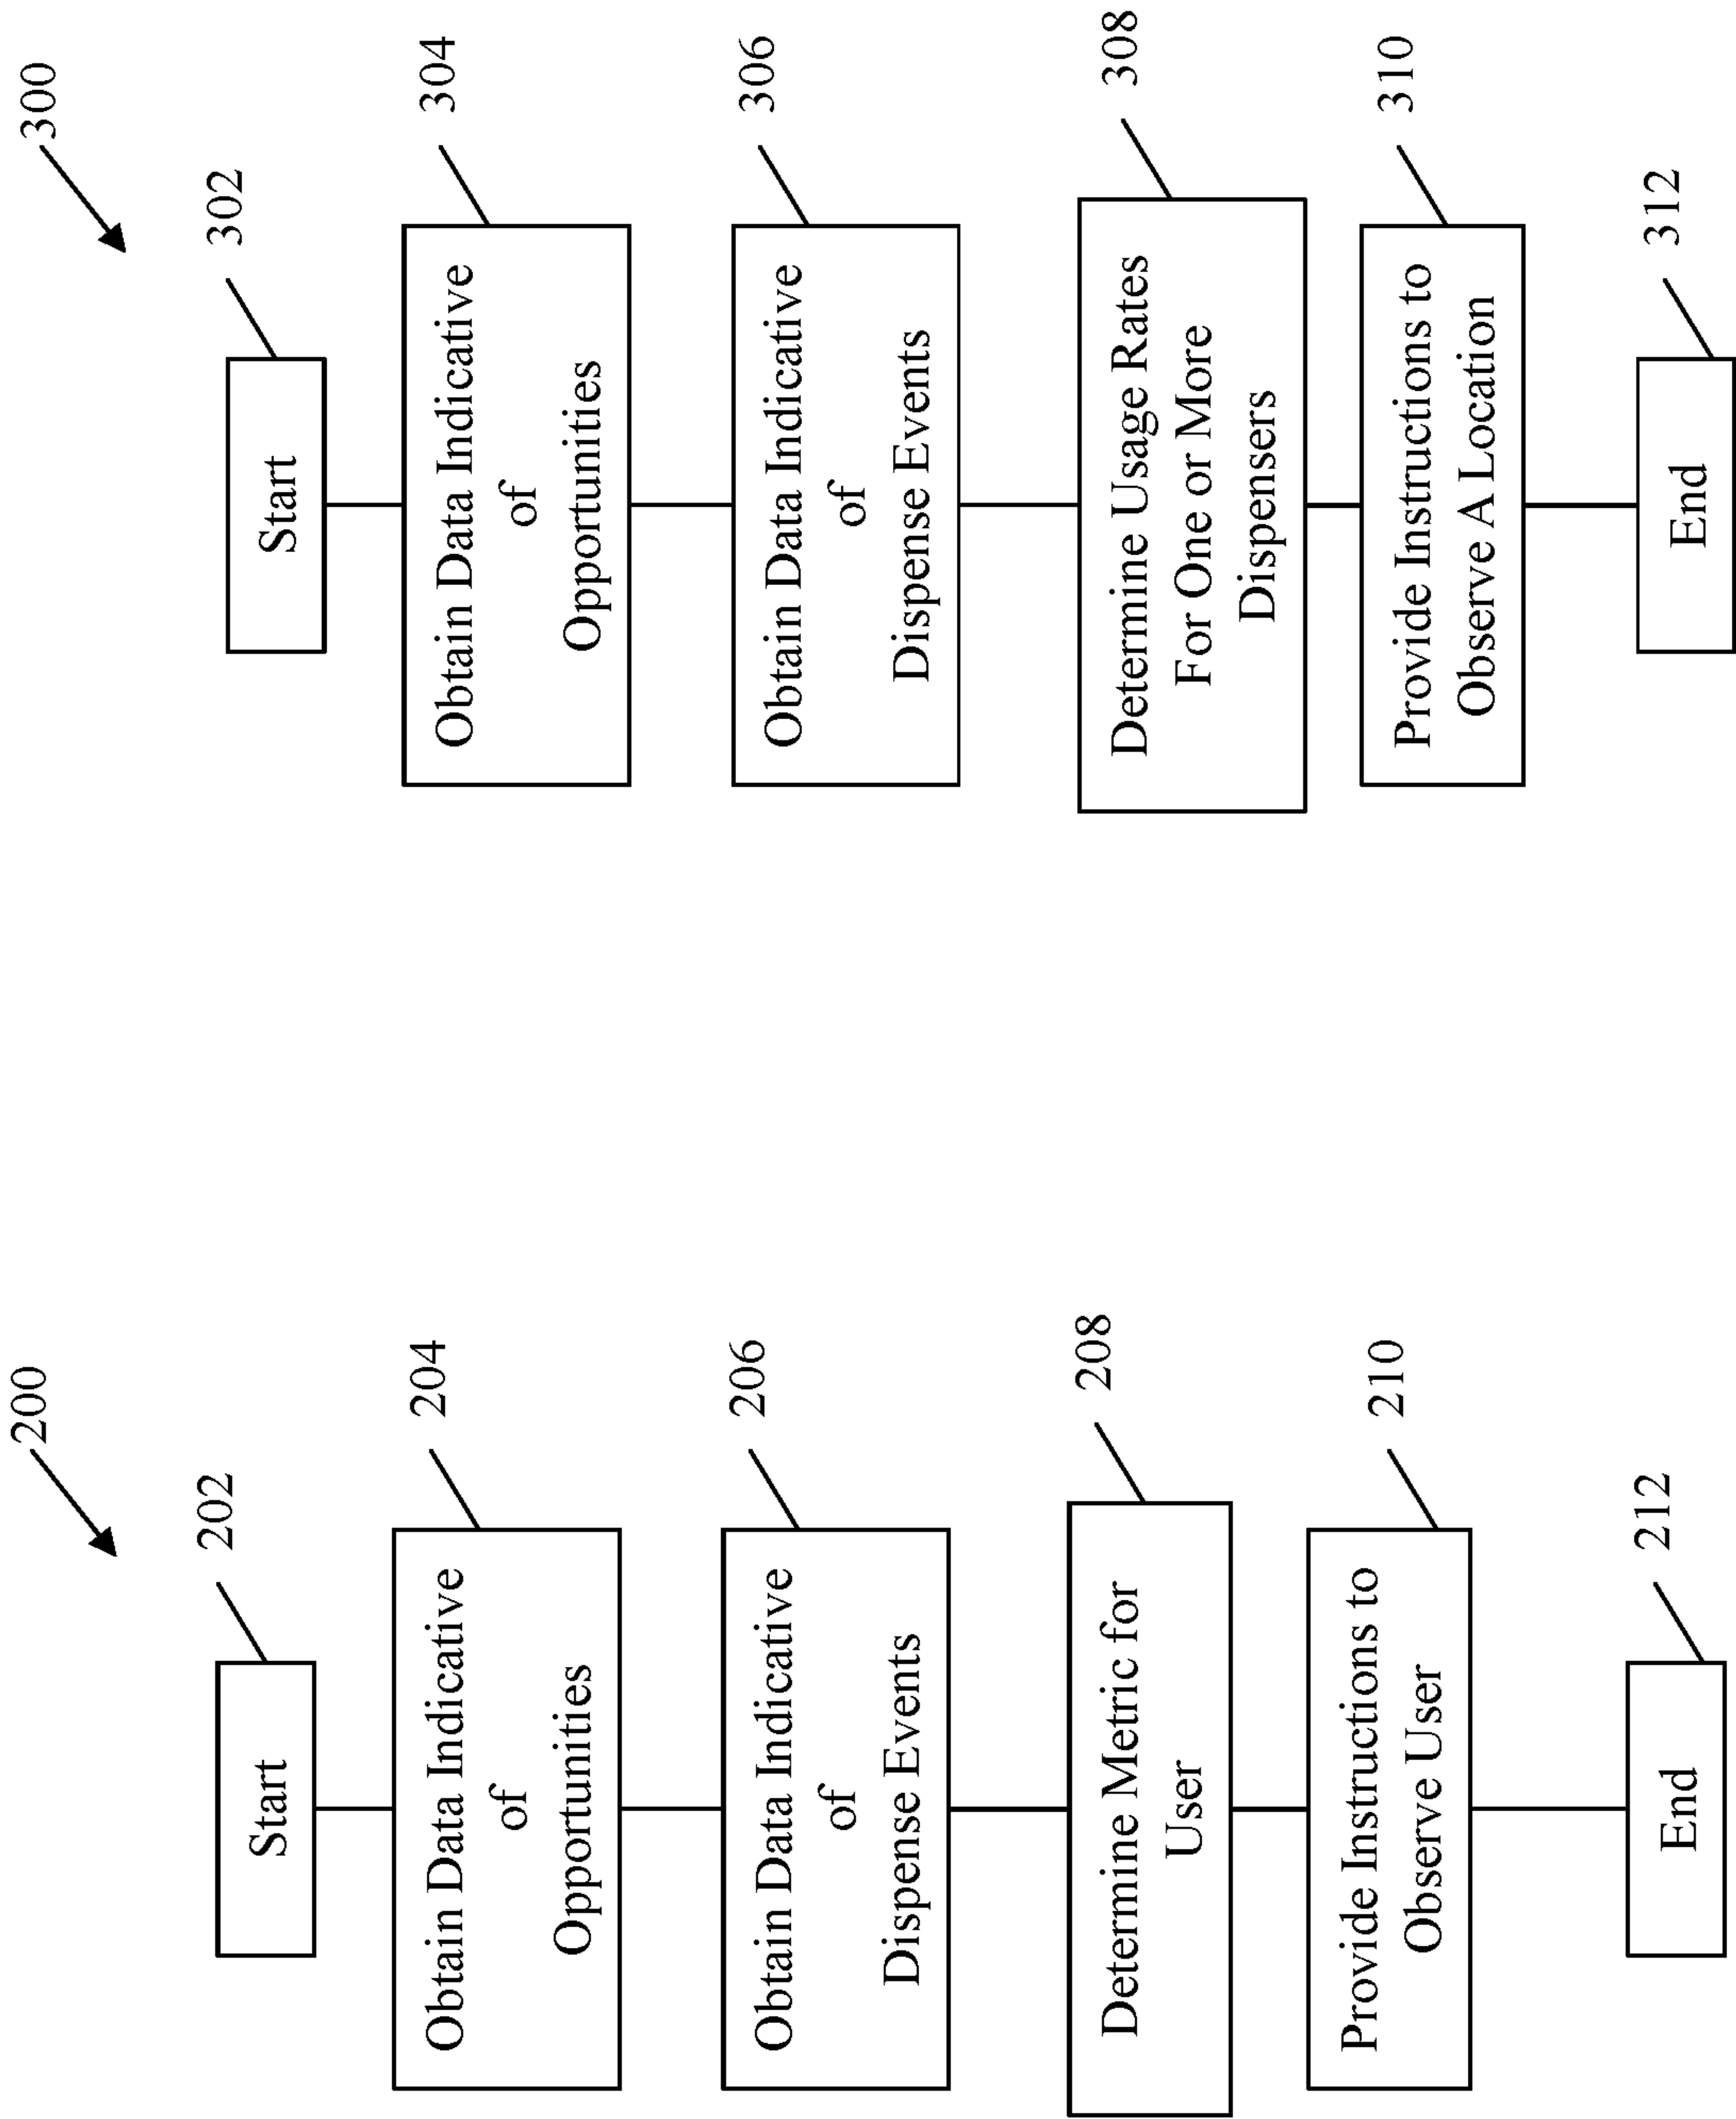 200
202
Start
204
Obtain Data Indicative
of
Opportunities
206
Obtain Data Indicative
of
Dispense Events
208
Determine Metric for
User
210
Provide Instructions to
Observe User
212
End
300
302
Start
304
Obtain Data Indicative
of
Opportunities
306
Obtain Data Indicative
of
Dispense Events
308
Determine Usage Rates
For One or More
Dispensers
310
Provide Instructions to
Observe A Location
312
End